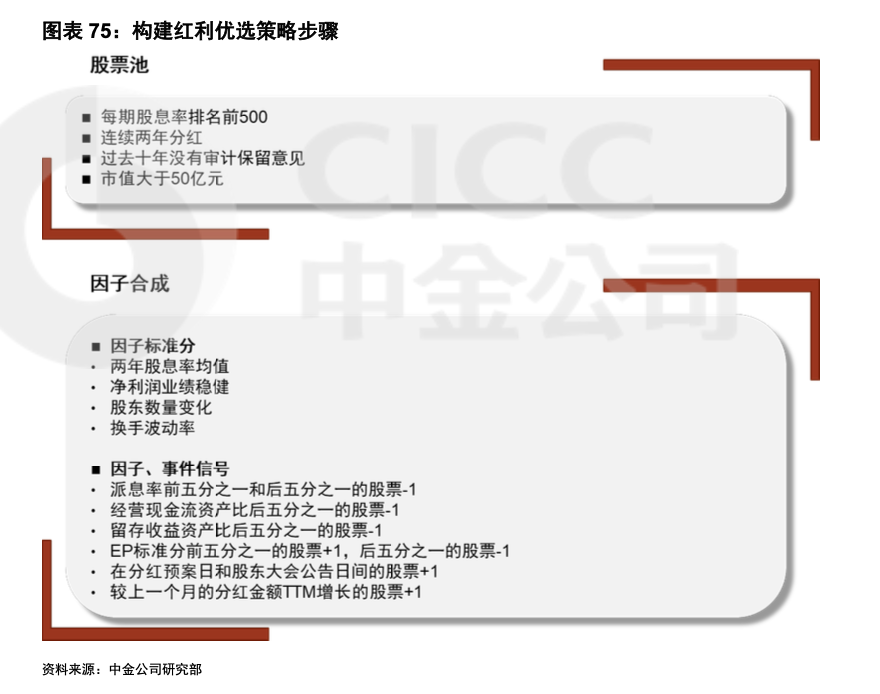 图表 75：构建红利优选策略步骤
股票池
■ 每期股息率排名前500
■ 连续两年分红
■ 过去十年没有审计保留意见
■ 市值大于50亿元
CICC
中金公司
因子合成
■ 因子标准分
• 两年股息率均值
• 净利润业绩稳健
• 股东数量变化
• 换手波动率
■ 因子、事件信号
• 派息率前五分之一和后五分之一的股票-1
• 经营现金流资产比后五分之一的股票-1
• 留存收益资产比后五分之一的股票-1
• EP标准分前五分之一的股票+1，后五分之一的股票-1
• 在分红预案日和股东大会公告日间的股票+1
• 较上一个月的分红金额TTM增长的股票+1
资料来源：中金公司研究部